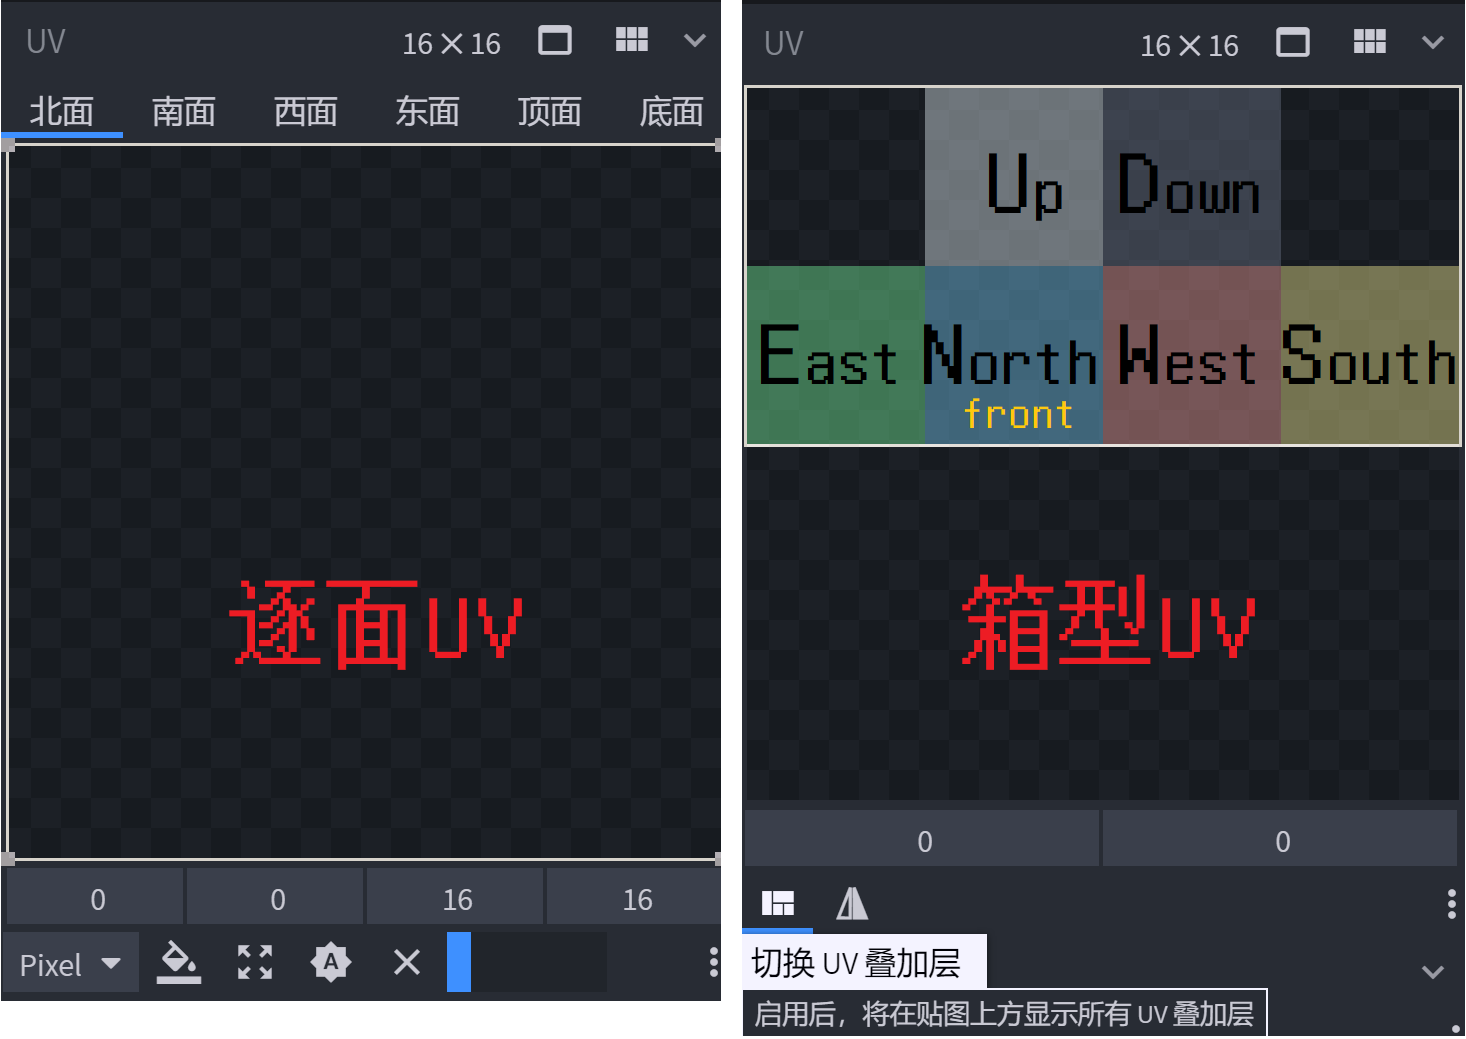 UV
16×16
北面 南面 西面 东面 顶面 底面
逐面UV
0 0 16 16
Pixel
A
UV
16×16
Up Down
East North West South
front
箱型UV
0 0
切换 UV 叠加层
启用后，将在贴图上方显示所有 UV 叠加层